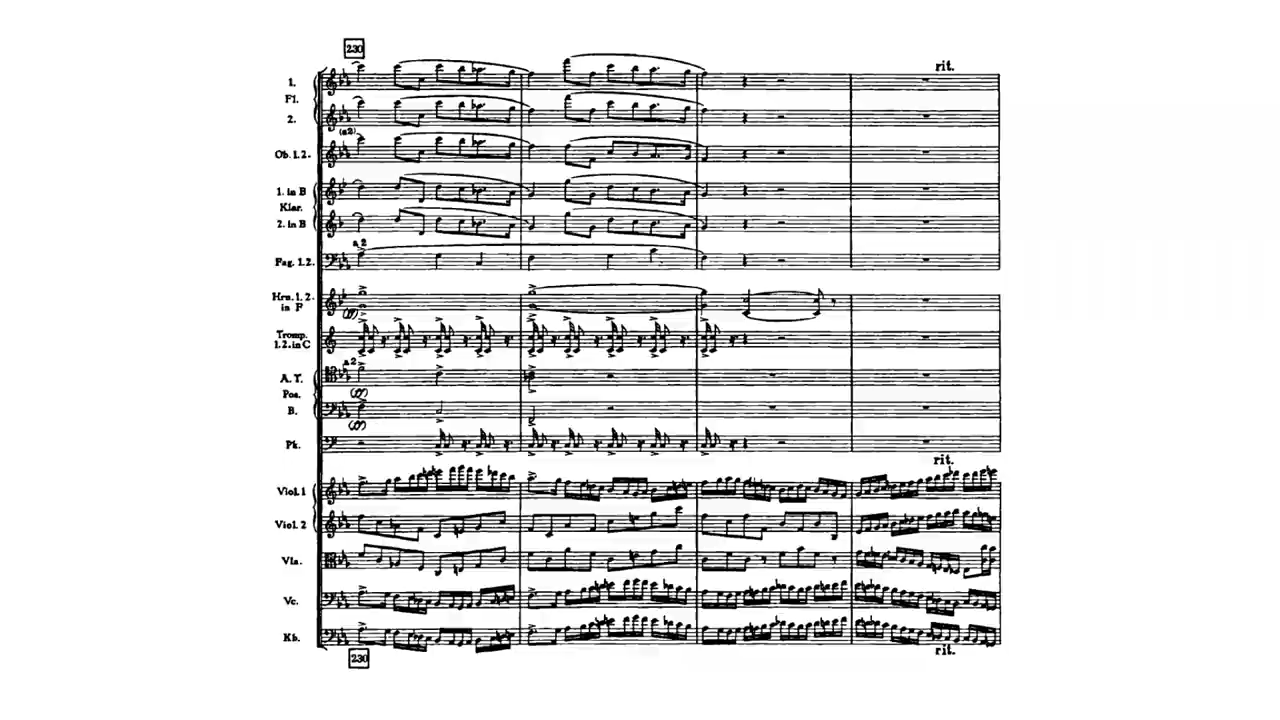 230
rit.
1.
Fl.
2.
(a2)
Ob. 1.2.
1. in B
Klar.
2. in B
a 2
Fag. 1.2.
Hrn. 1. 2.
in F
Tromp.
1.2. in C
a 2
A. T.
Pos.
B.
Pk.
rit.
Viol. 1
Viol. 2
Vla.
Vc.
Kb.
rit.
230